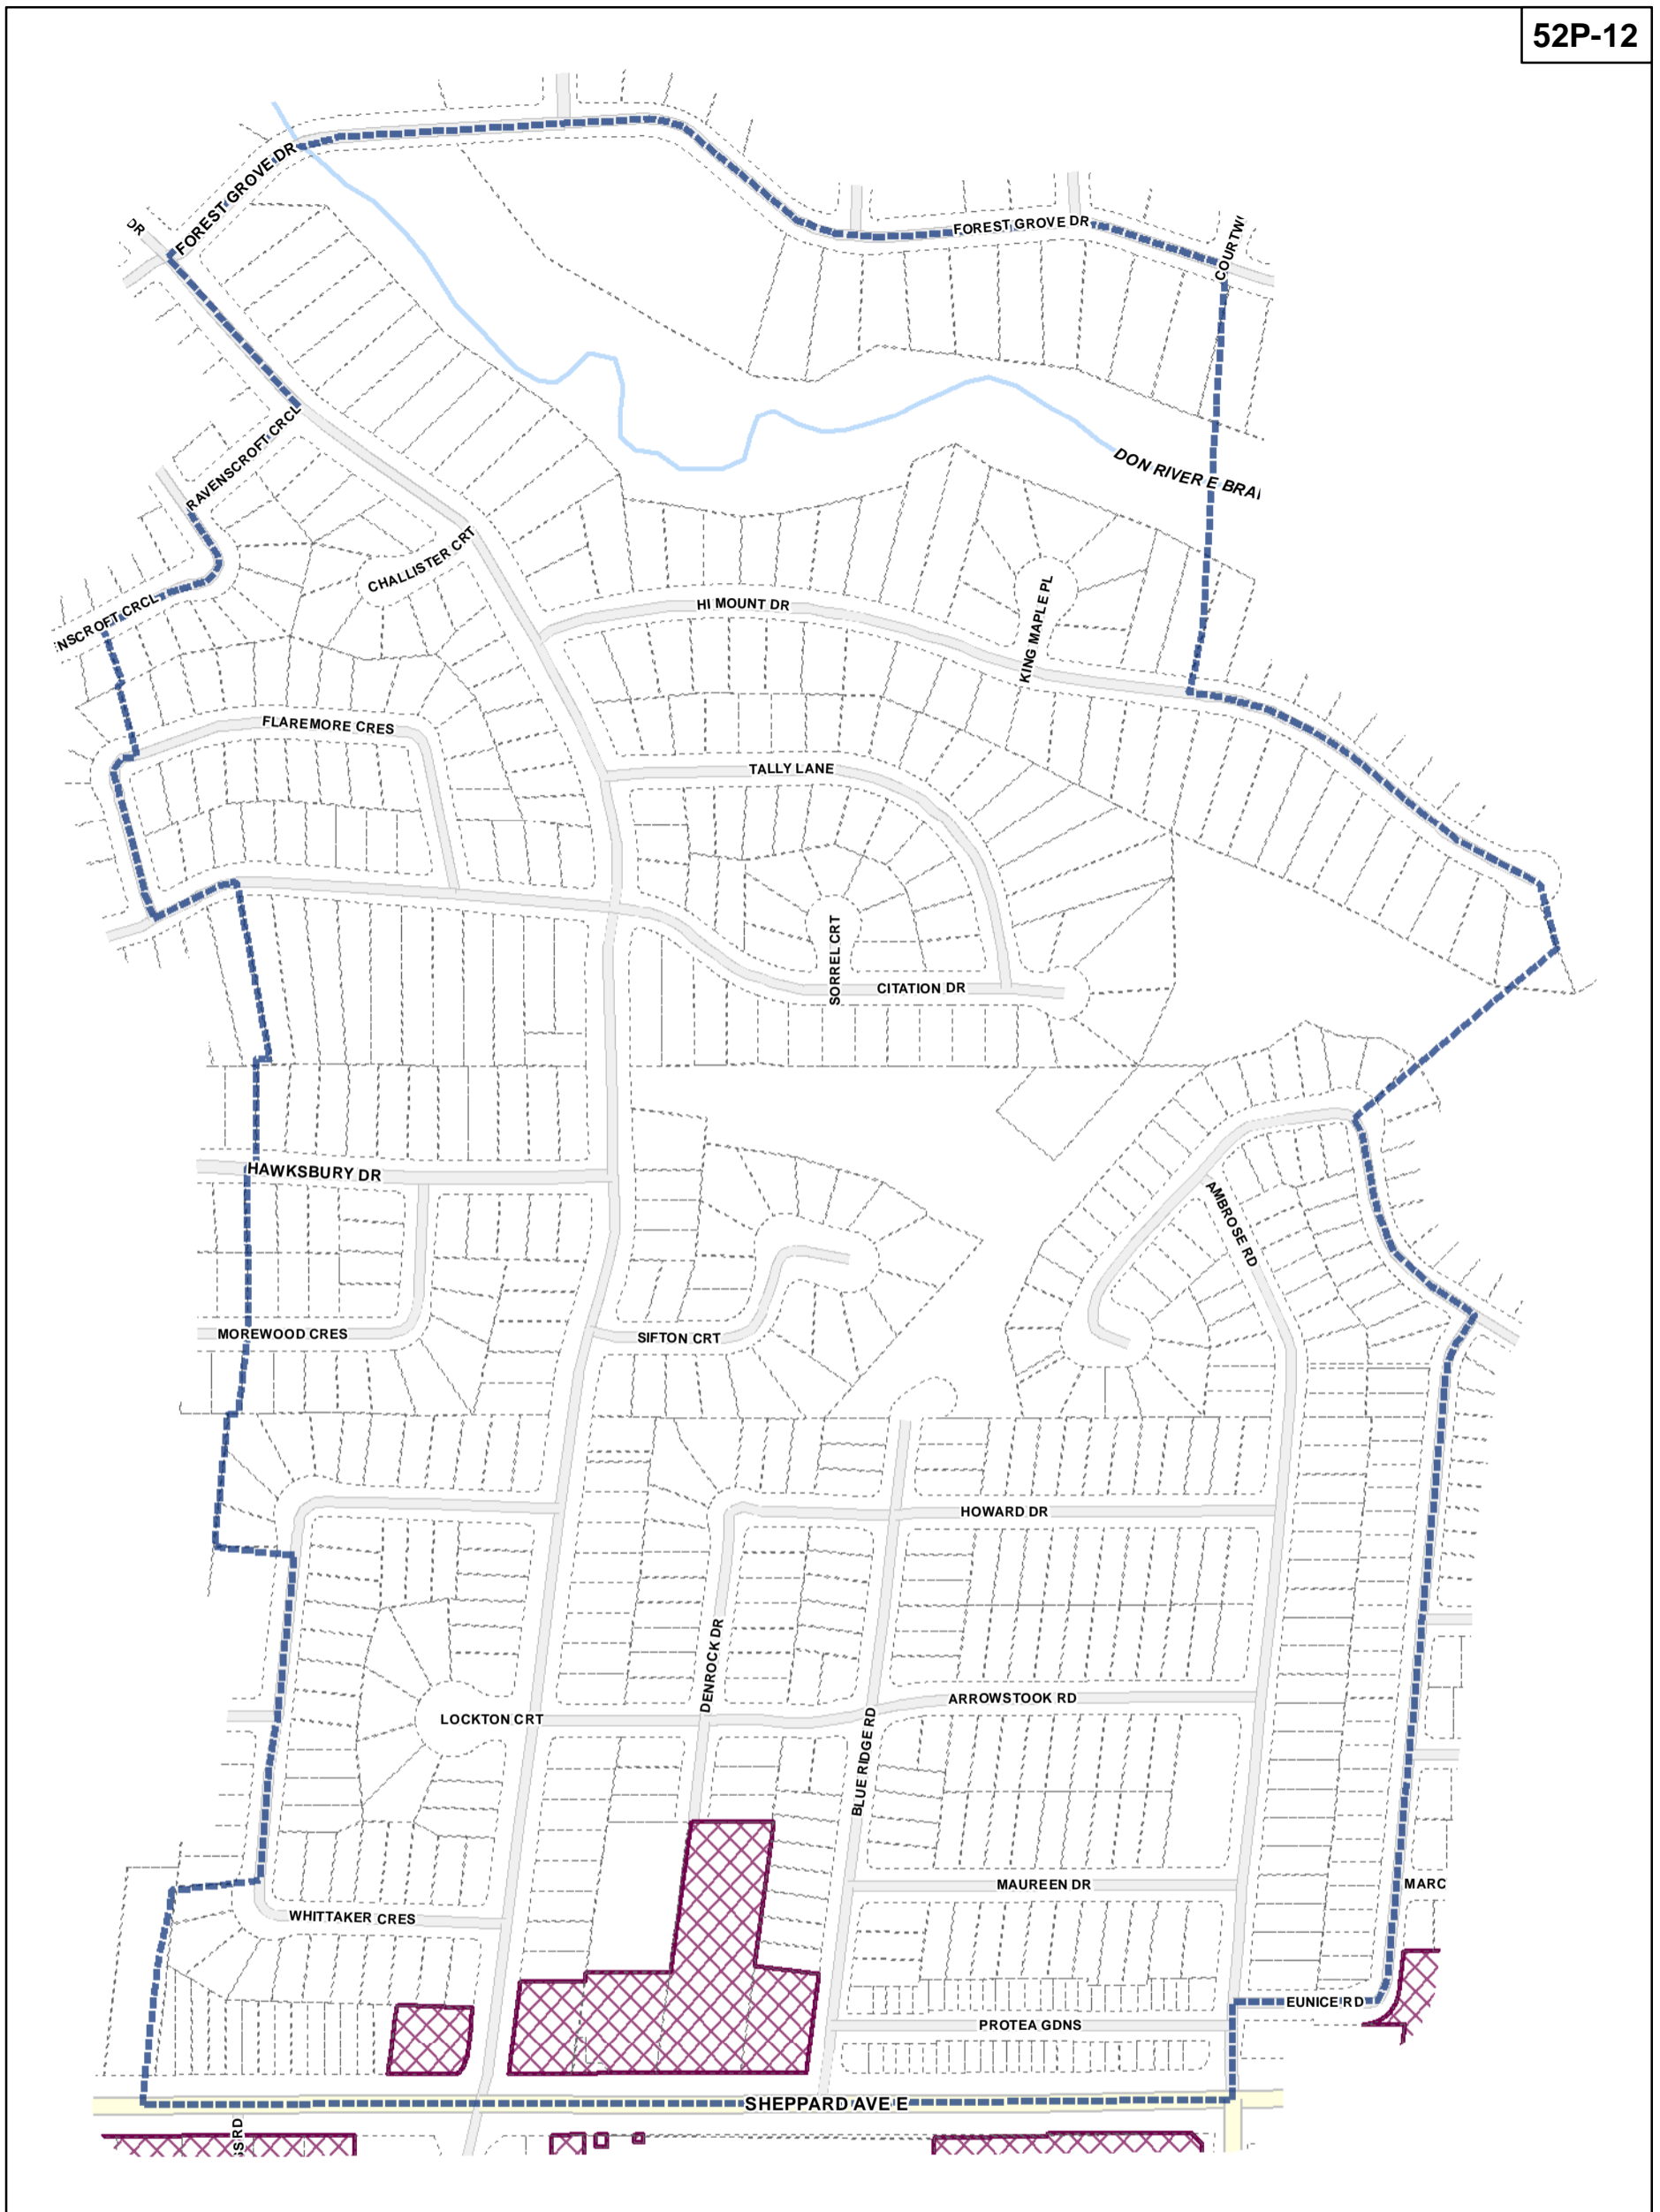 52P-12
FOREST GROVE DR
DR
FOREST GROVE DR
COURTW
RAVENSCROFT CRCL
DON RIVER E BRA
CHALLISTER CRT
NSCROFT CRCL
HI MOUNT DR
KING MAPLE PL
FLAREMORE CRES
TALLY LANE
SORREL CRT
CITATION DR
HAWKSBURY DR
AMBROSE RD
MOREWOOD CRES
SIFTON CRT
HOWARD DR
DENROCK DR
ARROWSTOOK RD
LOCKTON CRT
BLUE RIDGE RD
MAUREEN DR
MARC
WHITTAKER CRES
EUNICE RD
PROTEA GDNS
SHEPPARD AVE E
S RD